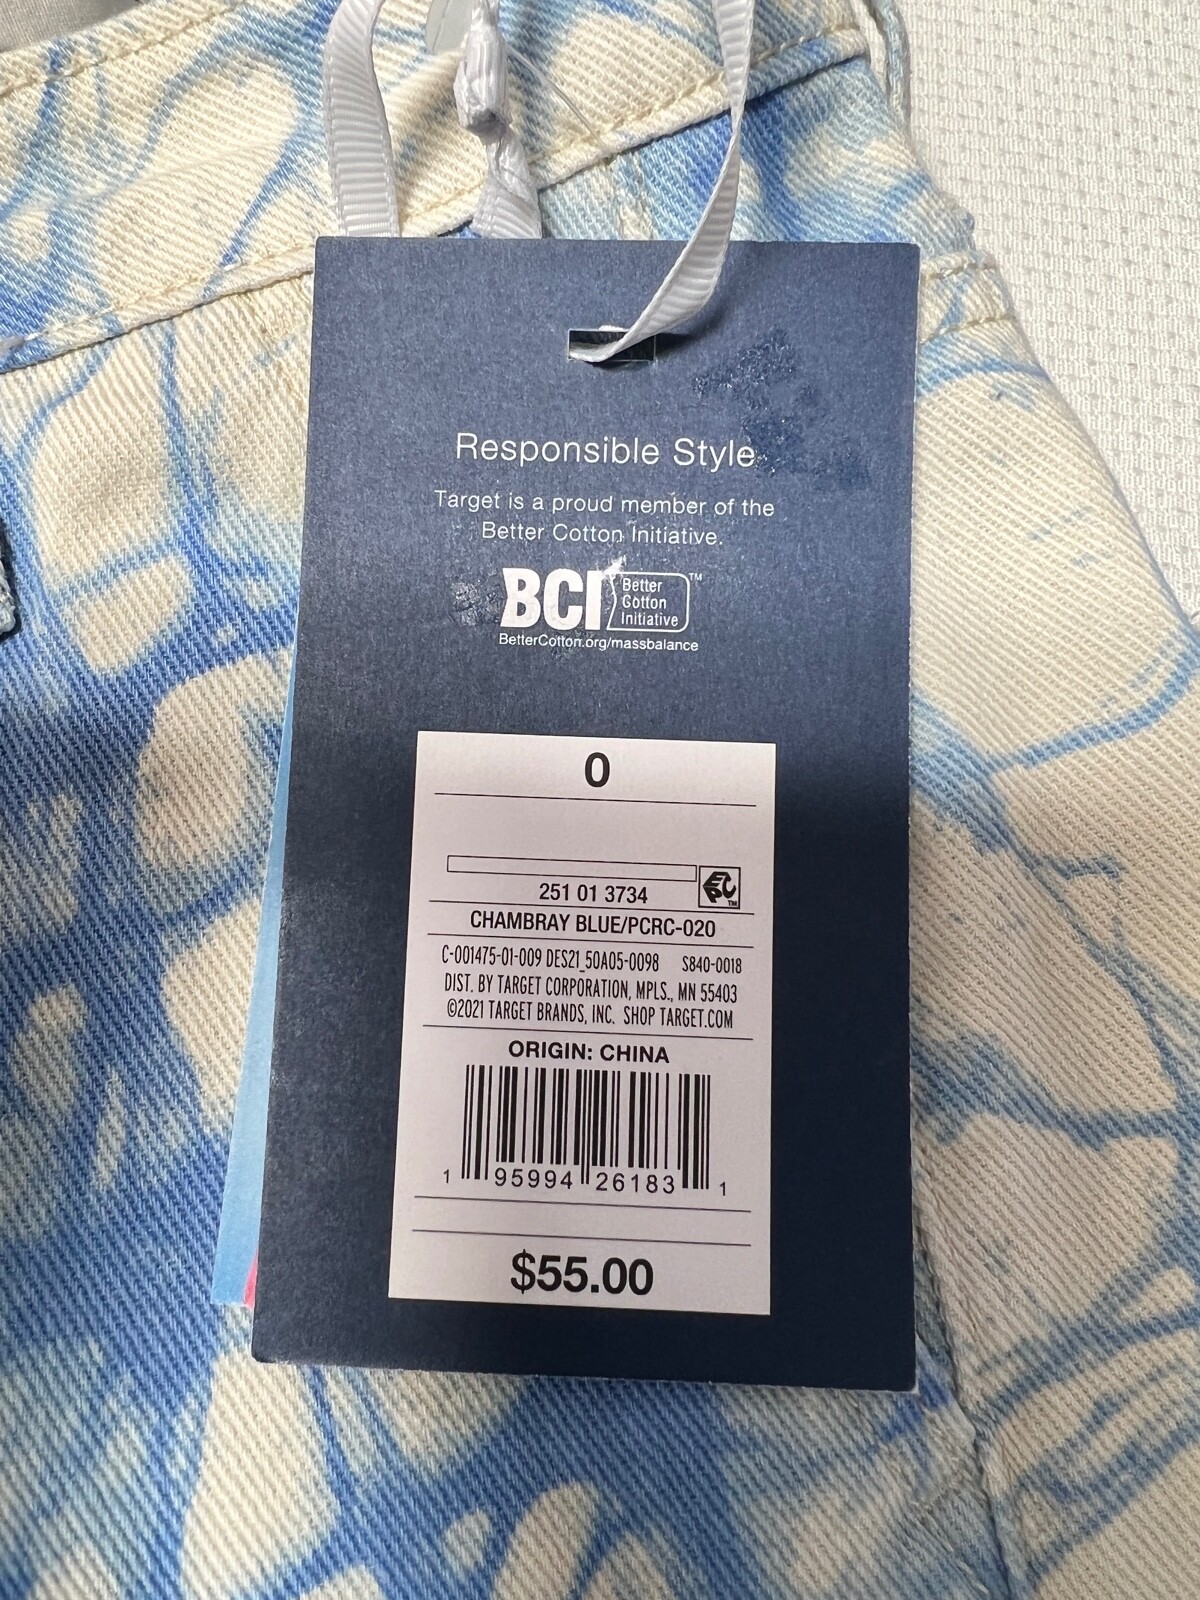 Responsible Style
Target is a proud member of the
Better Cotton Initiative.
BCI Better
Cotton
Initiative ™
BetterCotton.org/massbalance
0
251 01 3734
EPC™
CHAMBRAY BLUE/PCRC-020
C-001475-01-009 DES21_50A05-0098 S840-0018
DIST. BY TARGET CORPORATION, MPLS., MN 55403
©2021 TARGET BRANDS, INC. SHOP TARGET.COM
ORIGIN: CHINA
1 95994 26183 1
$55.00